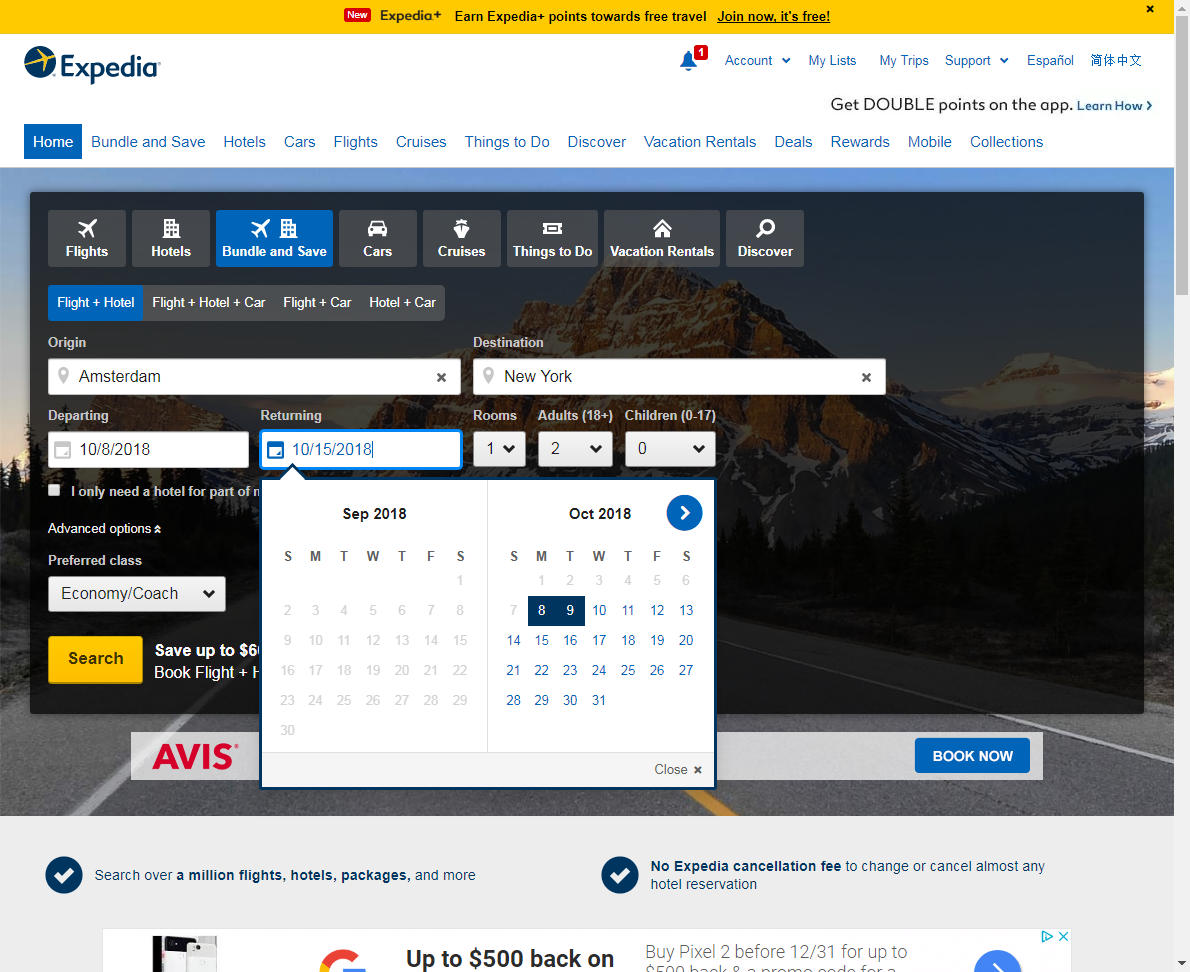 New Expedia+ Earn Expedia+ points towards free travel Join now, it's free!
Expedia
1 Account My Lists My Trips Support Español 简体中文
Get DOUBLE points on the app. Learn How
Home Bundle and Save Hotels Cars Flights Cruises Things to Do Discover Vacation Rentals Deals Rewards Mobile Collections
Flights Hotels Bundle and Save Cars Cruises Things to Do Vacation Rentals Discover
Flight + Hotel Flight + Hotel + Car Flight + Car Hotel + Car
Origin Destination
Amsterdam New York
Departing Returning Rooms Adults (18+) Children (0-17)
10/8/2018 10/15/2018 1 2 0
I only need a hotel for part of
Advanced options
Preferred class
Economy/Coach
Search
Save up to
Book Flight +
Sep 2018
S M T W T F S
1
2 3 4 5 6 7 8
9 10 11 12 13 14 15
16 17 18 19 20 21 22
23 24 25 26 27 28 29
30
Oct 2018
S M T W T F S
1 2 3 4 5 6
7 8 9 10 11 12 13
14 15 16 17 18 19 20
21 22 23 24 25 26 27
28 29 30 31
Close
AVIS BOOK NOW
Search over a million flights, hotels, packages, and more
No Expedia cancellation fee to change or cancel almost any
hotel reservation
Up to $500 back on
Buy Pixel 2 before 12/31 for up to
$500 back & a promo code for a